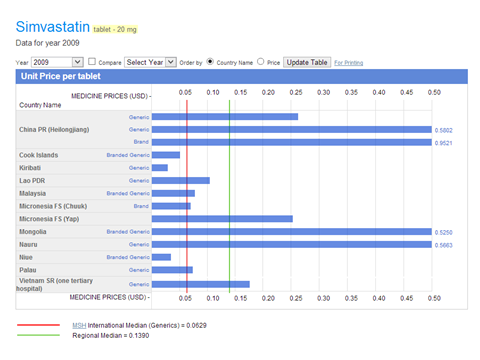 Simvastatin tablet - 20 mg
Data for year 2009
Year 2009 Compare Select Year Order by Country Name Price Update Table For Printing
Unit Price per tablet
MEDICINE PRICES (USD) - 0.05 0.10 0.15 0.20 0.25 0.30 0.35 0.40 0.45 0.50
Country Name
Generic
China PR (Heilongjiang) Generic 0.5802
Brand 0.9521
Cook Islands Branded Generic
Kiribati Generic
Lao PDR Generic
Malaysia Branded Generic
Micronesia FS (Chuuk) Brand
Micronesia FS (Yap)
Mongolia Branded Generic 0.5250
Nauru Generic 0.5683
Niue Branded Generic
Palau Generic
Vietnam SR (one tertiary hospital) Generic
MEDICINE PRICES (USD) - 0.05 0.10 0.15 0.20 0.25 0.30 0.35 0.40 0.45 0.50
MSH International Median (Generics) = 0.0629
Regional Median = 0.1390